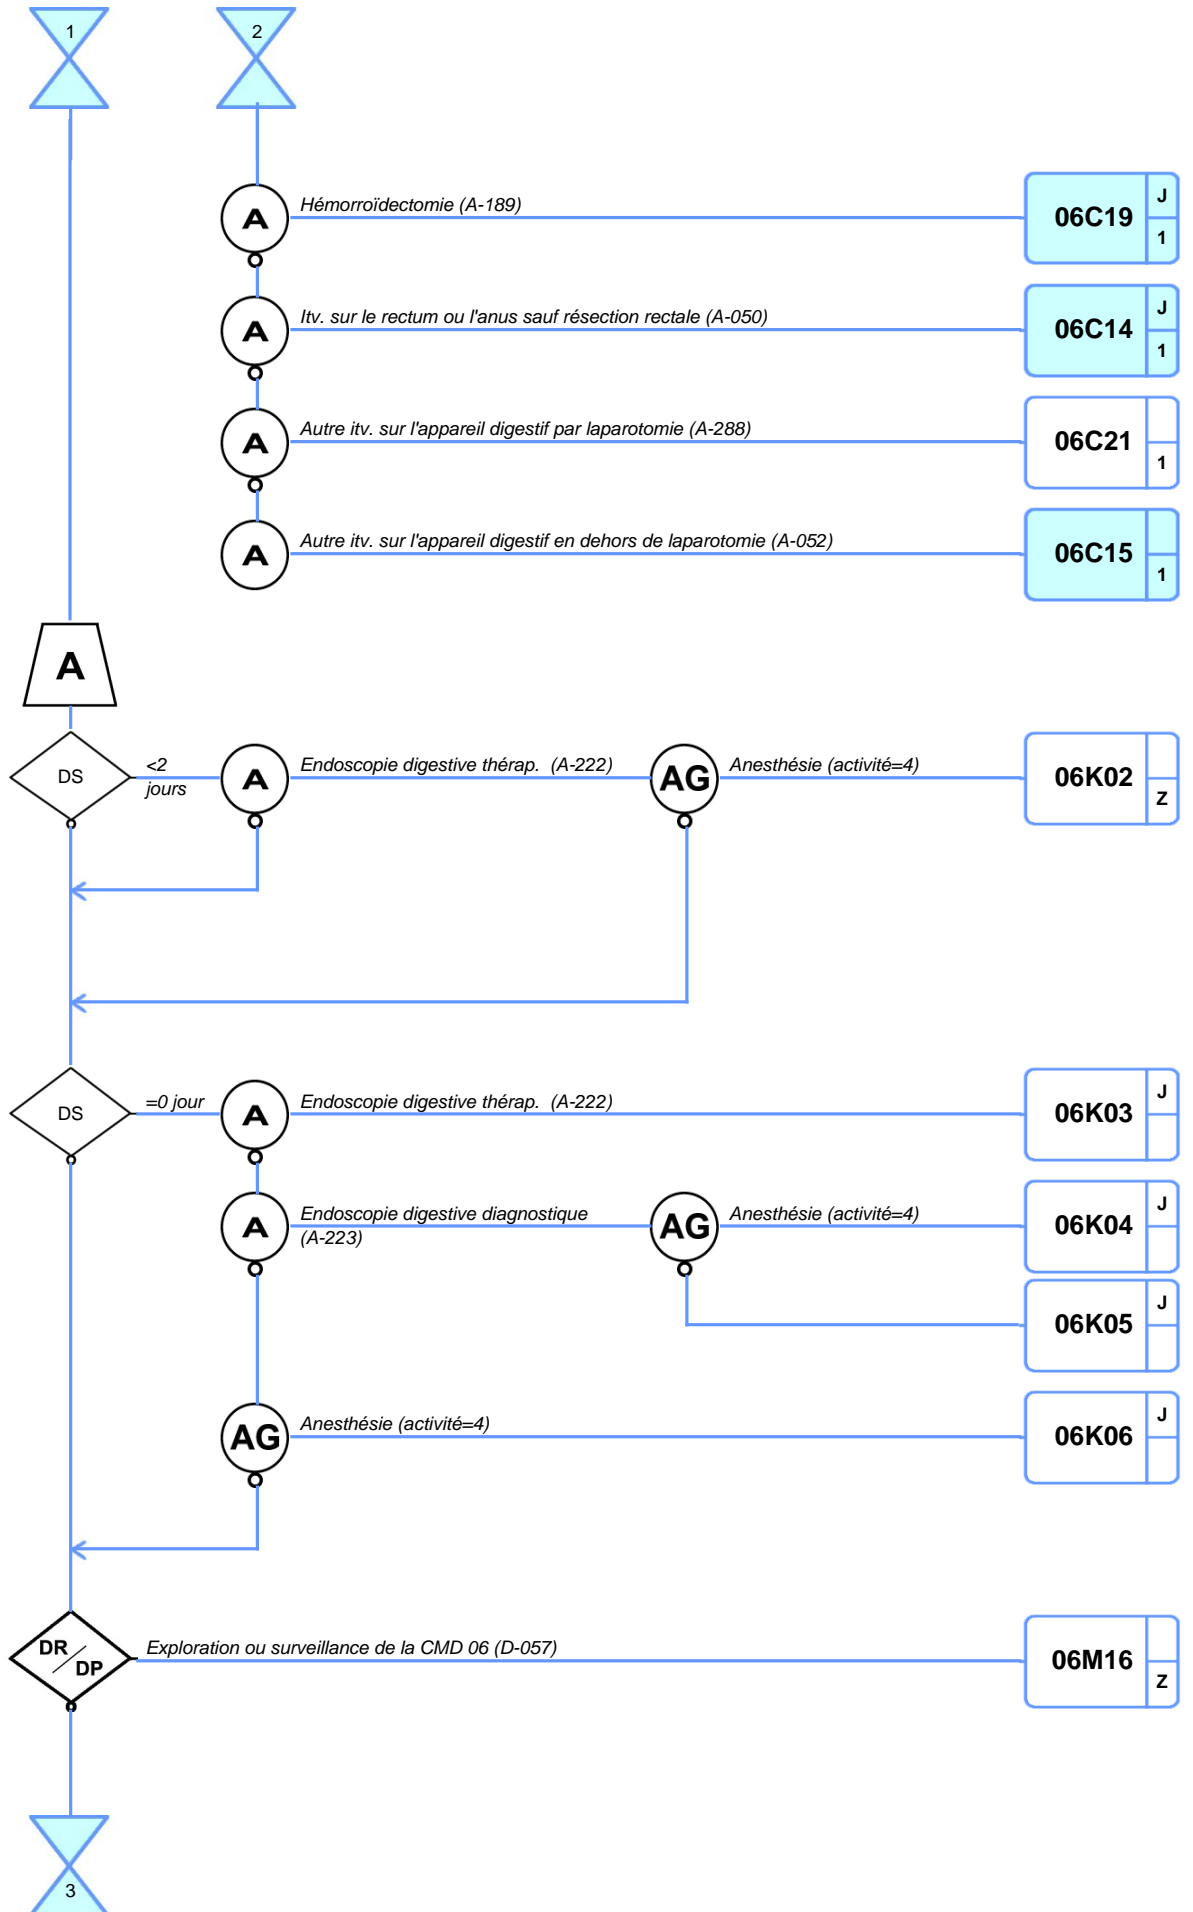 1
2
A
Hémorroïdectomie (A-189)
06C19
J
1
A
Itv. sur le rectum ou l'anus sauf résection rectale (A-050)
06C14
J
1
A
Autre itv. sur l'appareil digestif par laparotomie (A-288)
06C21
1
A
Autre itv. sur l'appareil digestif en dehors de laparotomie (A-052)
06C15
1
A
DS
<2
jours
A
Endoscopie digestive thérap. (A-222)
AG
Anesthésie (activité=4)
06K02
Z
DS
=0 jour
A
Endoscopie digestive thérap. (A-222)
06K03
J
A
Endoscopie digestive diagnostique
(A-223)
AG
Anesthésie (activité=4)
06K04
J
06K05
J
AG
Anesthésie (activité=4)
06K06
J
DR
DP
Exploration ou surveillance de la CMD 06 (D-057)
06M16
Z
3